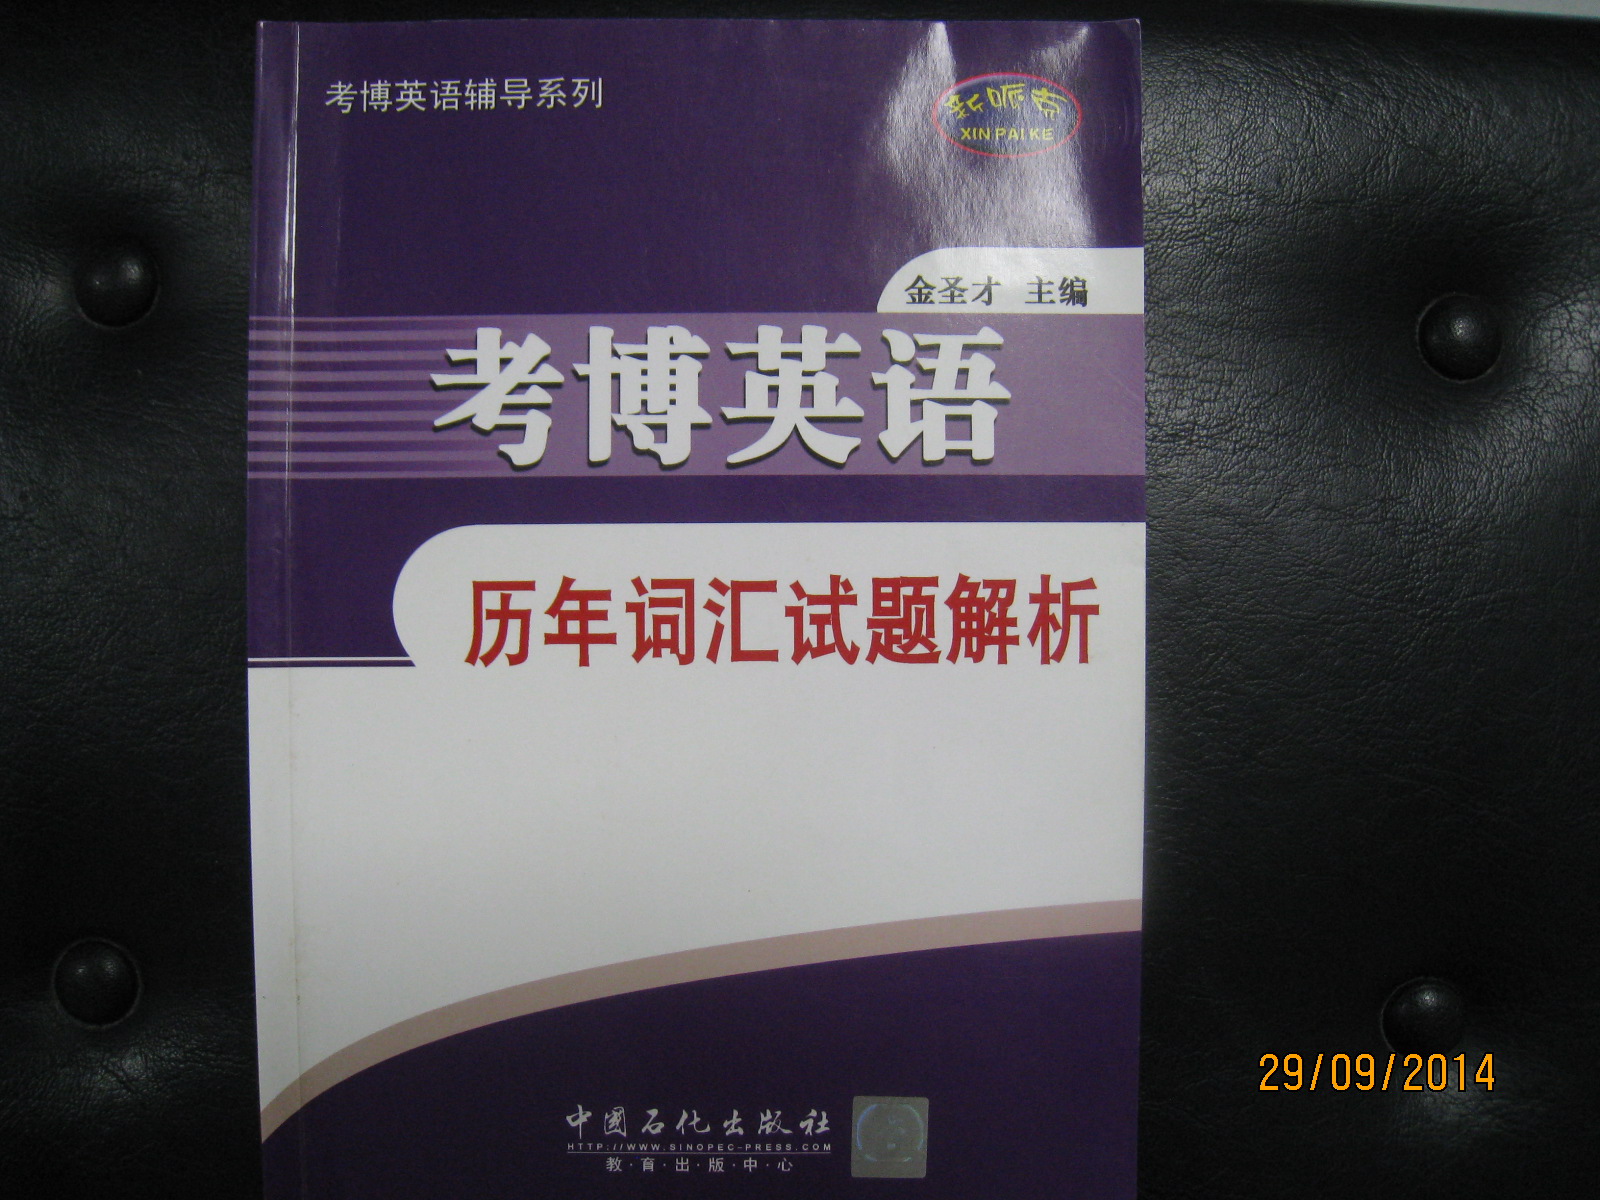 考博英语辅导系列
新派克
XIN PAI KE
金圣才 主编
考博英语
历年词汇试题解析
中国石化出版社
HTTP://WWW.SINOPEC-PRESS.COM
教·育·出·版·中·心
29/09/2014